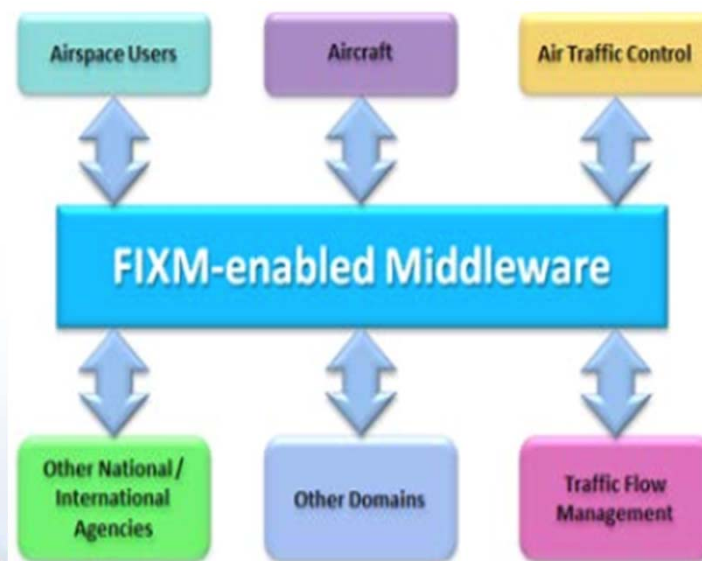 Airspace Users
Aircraft
Air Traffic Control
FIXM-enabled Middleware
Other National /
International
Agencies
Other Domains
Traffic Flow
Management